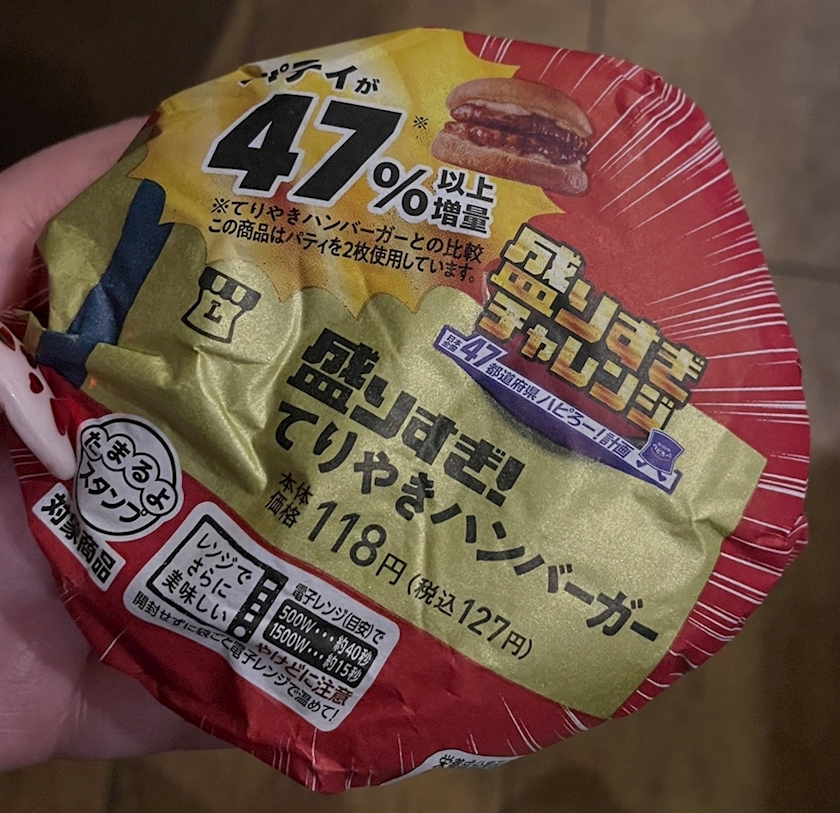 パティが
47%以上
増量
※
※てりやきハンバーガーとの比較
この商品はパティを2枚使用しています。
盛りすぎ
チャレンジ
日本全国47都道府県ハピろー!計画
L
盛りすぎ!
てりやきハンバーガー
本体
価格118円(税込127円)
たまるよ
スタンプ
対象商品
レンジで
さらに
美味しい
電子レンジ(目安)で
500W・・・約40秒
1500W・・・約15秒
やけどに注意
開封せずに袋ごと電子レンジで温めて!